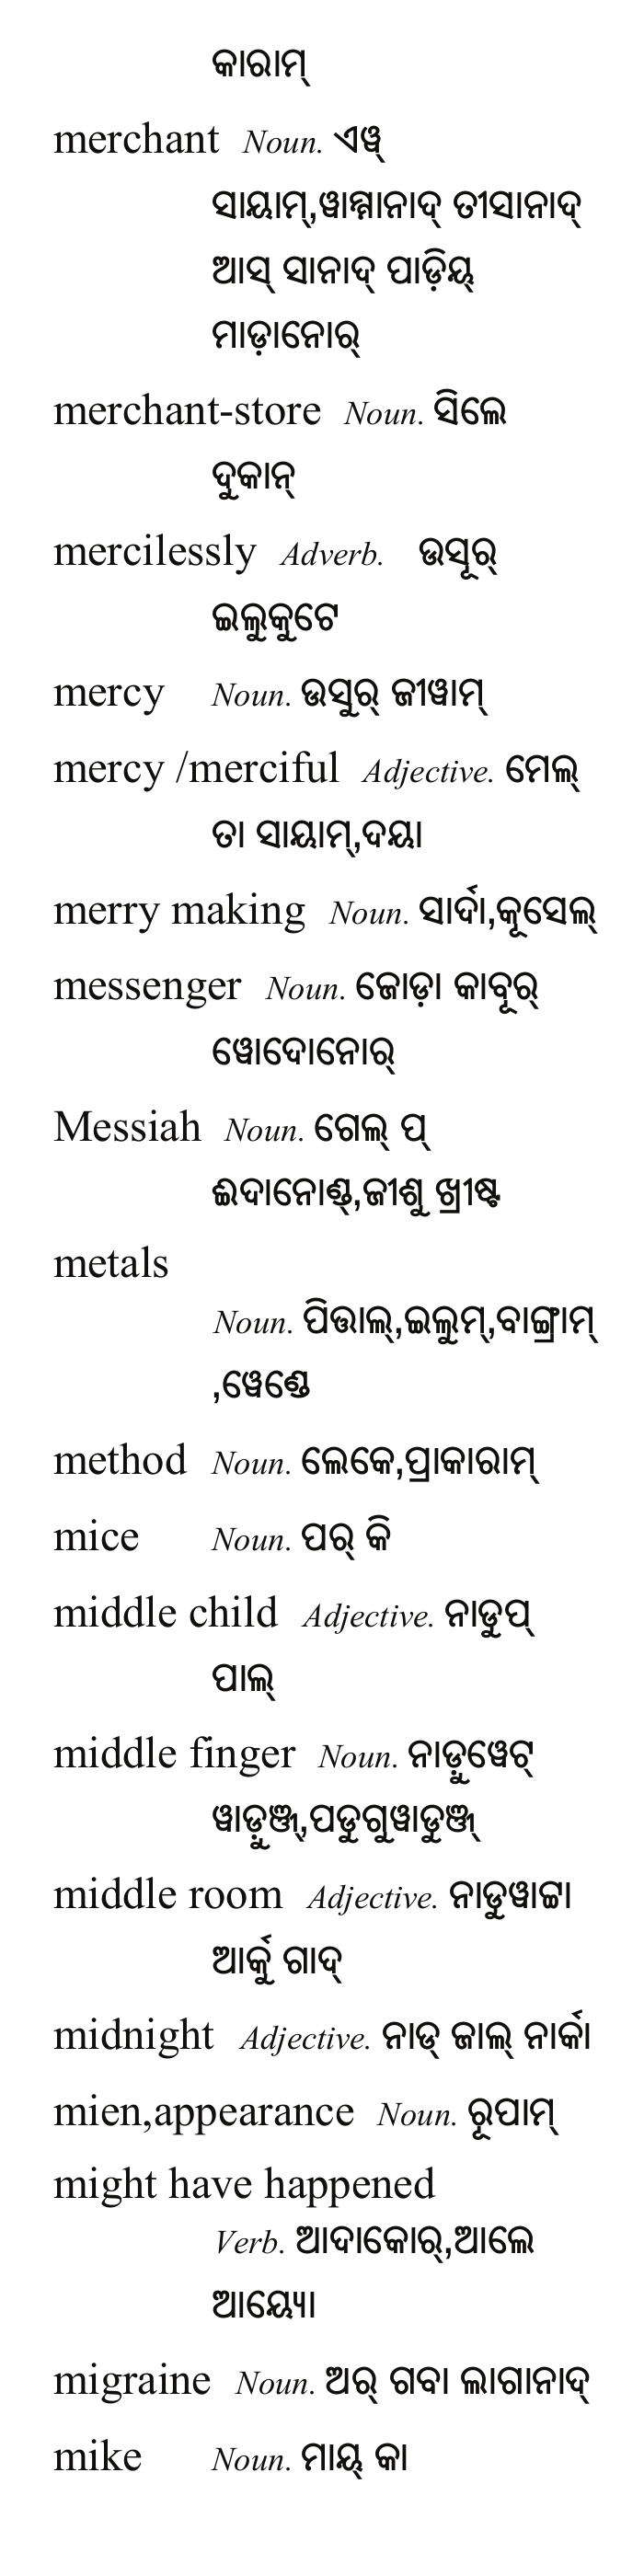 କାରାମ୍
merchant Noun. ଏୱ୍
ସାୟାମ୍,ୱାହ୍ନାନାଦ୍ ତୀସାନାଦ୍
ଆସ୍ ସାନାଦ୍ ପାଡ଼ିୟ୍
ମାଡ଼ାନୋର୍
merchant-store Noun. ସିଲେ
ଦୁକାନ୍
mercilessly Adverb. ଉସୂର୍
ଇଲୁକୁଟେ
mercy Noun. ଉସୁର୍ ଜୀୱାମ୍
mercy /merciful Adjective. ମେଲ୍
ତା ସାୟାମ୍,ଦୟା
merry making Noun. ସାର୍ଦା,କୂସେଲ୍
messenger Noun. ଜୋଡ଼ା କାବୂର୍
ୱୋଦୋନୋର୍
Messiah Noun. ଗେଲ୍ ପ୍
ଈଦାନୋଣ୍ଡ୍,ଜୀଶୁ ଖ୍ରୀଷ୍ଟ
metals
Noun. ପିତ୍ତାଲ୍,ଇଲୁମ୍,ବାଙ୍ଗ୍ରାମ୍
,ୱେଣ୍ଡେ
method Noun. ଲେକେ,ପ୍ରାକାରାମ୍
mice Noun. ପର୍ କି
middle child Adjective. ନାଡୁପ୍
ପାଲ୍
middle finger Noun. ନାଡ଼ୁୱେଟ୍
ୱାଡ଼ୁଞ୍ଜ୍,ପଡୁଗୁୱାଡୁଞ୍ଜ୍
middle room Adjective. ନାଡୁୱାଟ୍ଟା
ଆର୍କୁ ଗାଦ୍
midnight Adjective. ନାଡ୍ ଜାଲ୍ ନାର୍କା
mien,appearance Noun. ରୂପାମ୍
might have happened
Verb. ଆଦାକୋର୍,ଆଲେ
ଆୟ୍ୟୋ
migraine Noun. ଅର୍ ଗବା ଲାଗାନାଦ୍
mike Noun. ମାୟ୍ କା